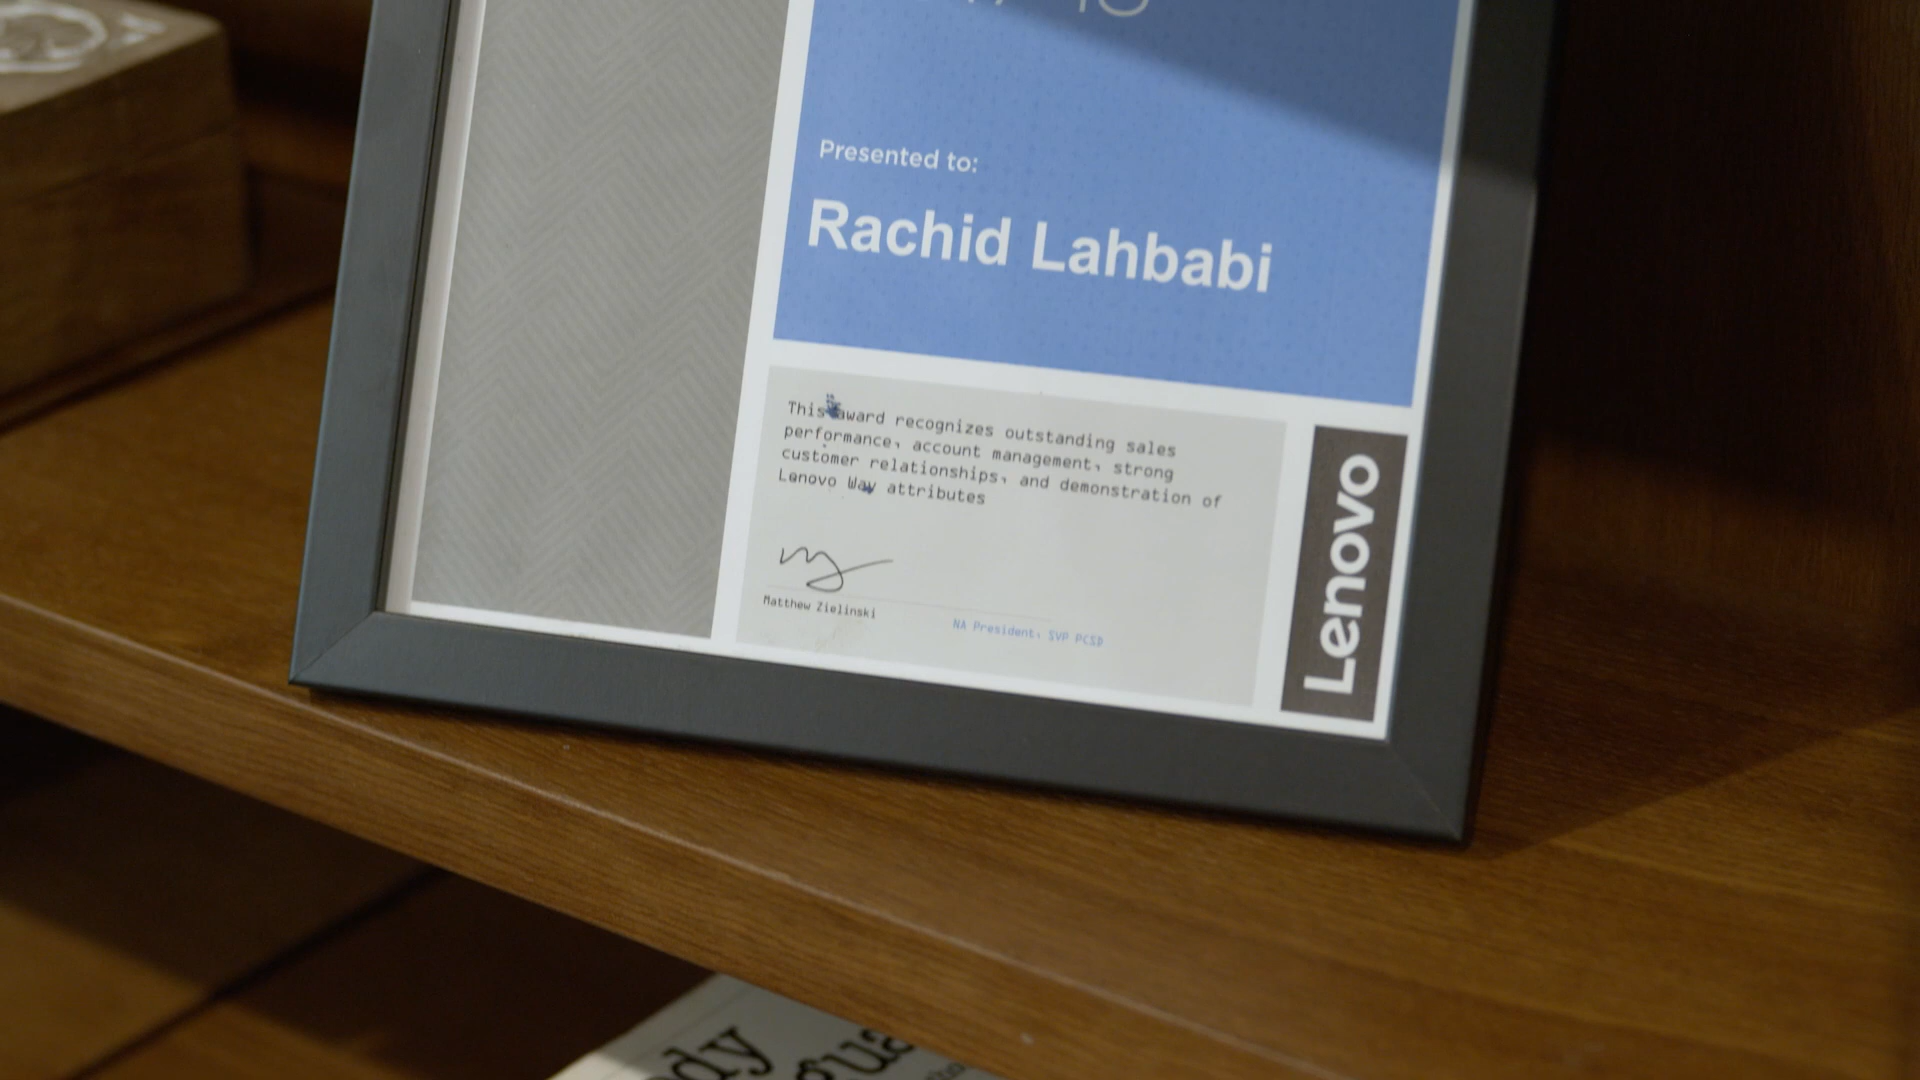 Presented to:
Rachid Lahbabi
This award recognizes outstanding sales
performance, account management, strong
customer relationships, and demonstration of
Lenovo Way attributes
Matthew Zielinski
NA President, SVP PCSD
Lenovo